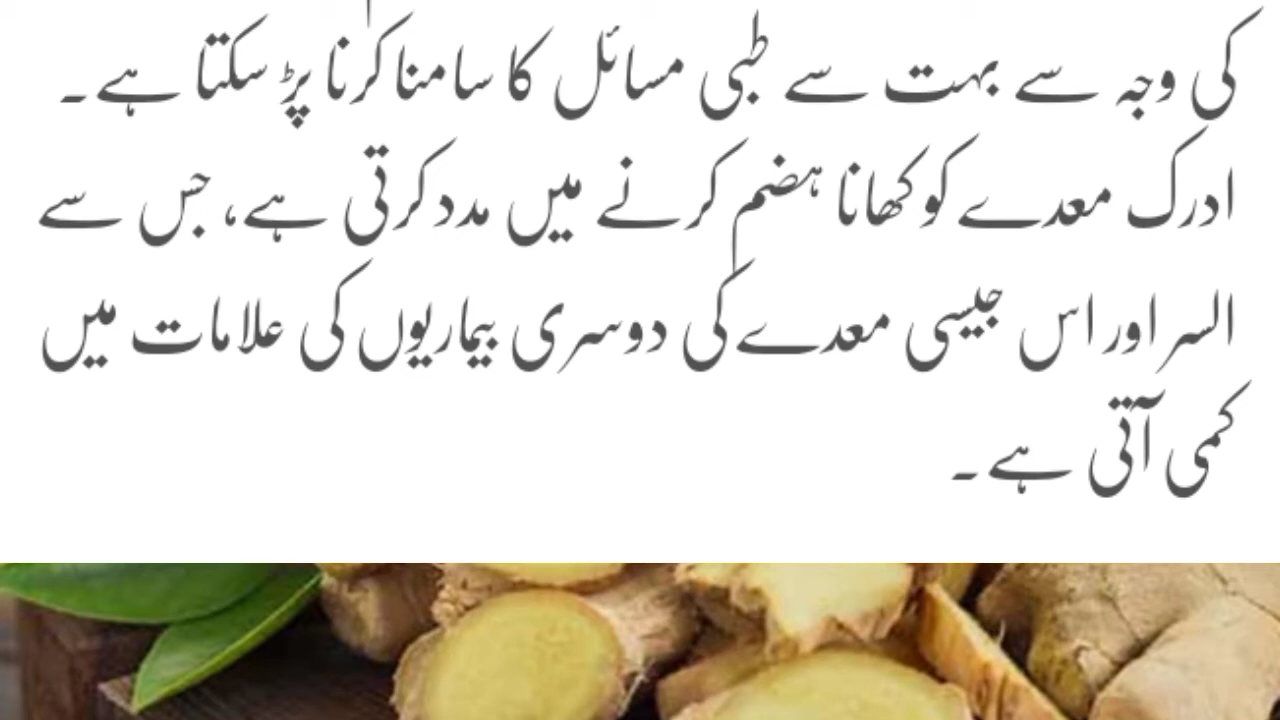 کی وجہ سے بہت سے طبی مسائل کا سامنا کرنا پڑ سکتا ہے۔
ادرک معدے کو کھانا ہضم کرنے میں مدد کرتی ہے، جس سے
السر اور اس جیسی معدے کی دوسری بیماریوں کی علامات میں
کمی آتی ہے۔